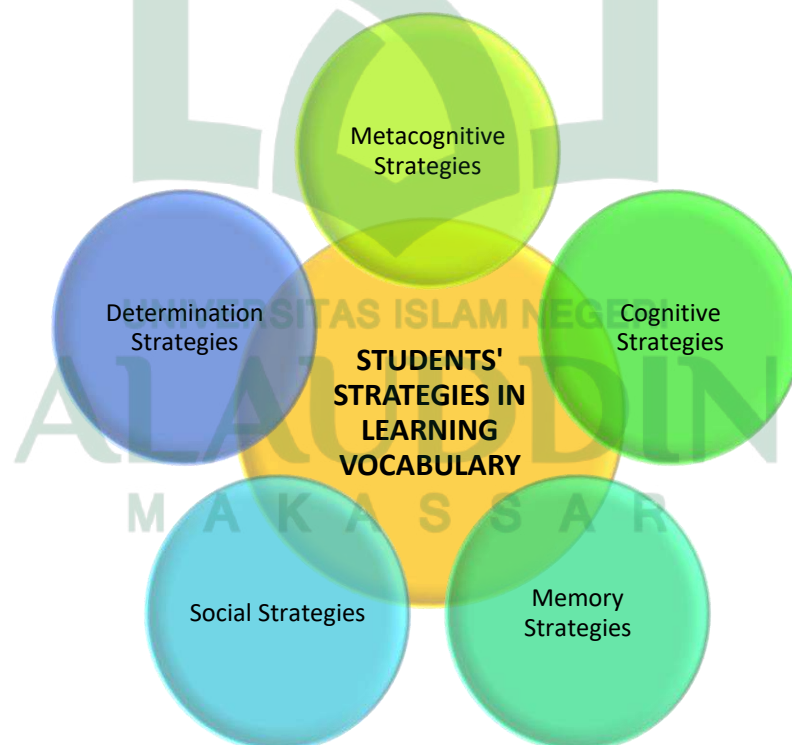 Metacognitive
Strategies
Determination
Strategies
Cognitive
Strategies
UNIVERSITAS ISLAM NEGERI
STUDENTS'
STRATEGIES IN
LEARNING
VOCABULARY
ALAUDDIN
MAKASSAR
Social Strategies
Memory
Strategies